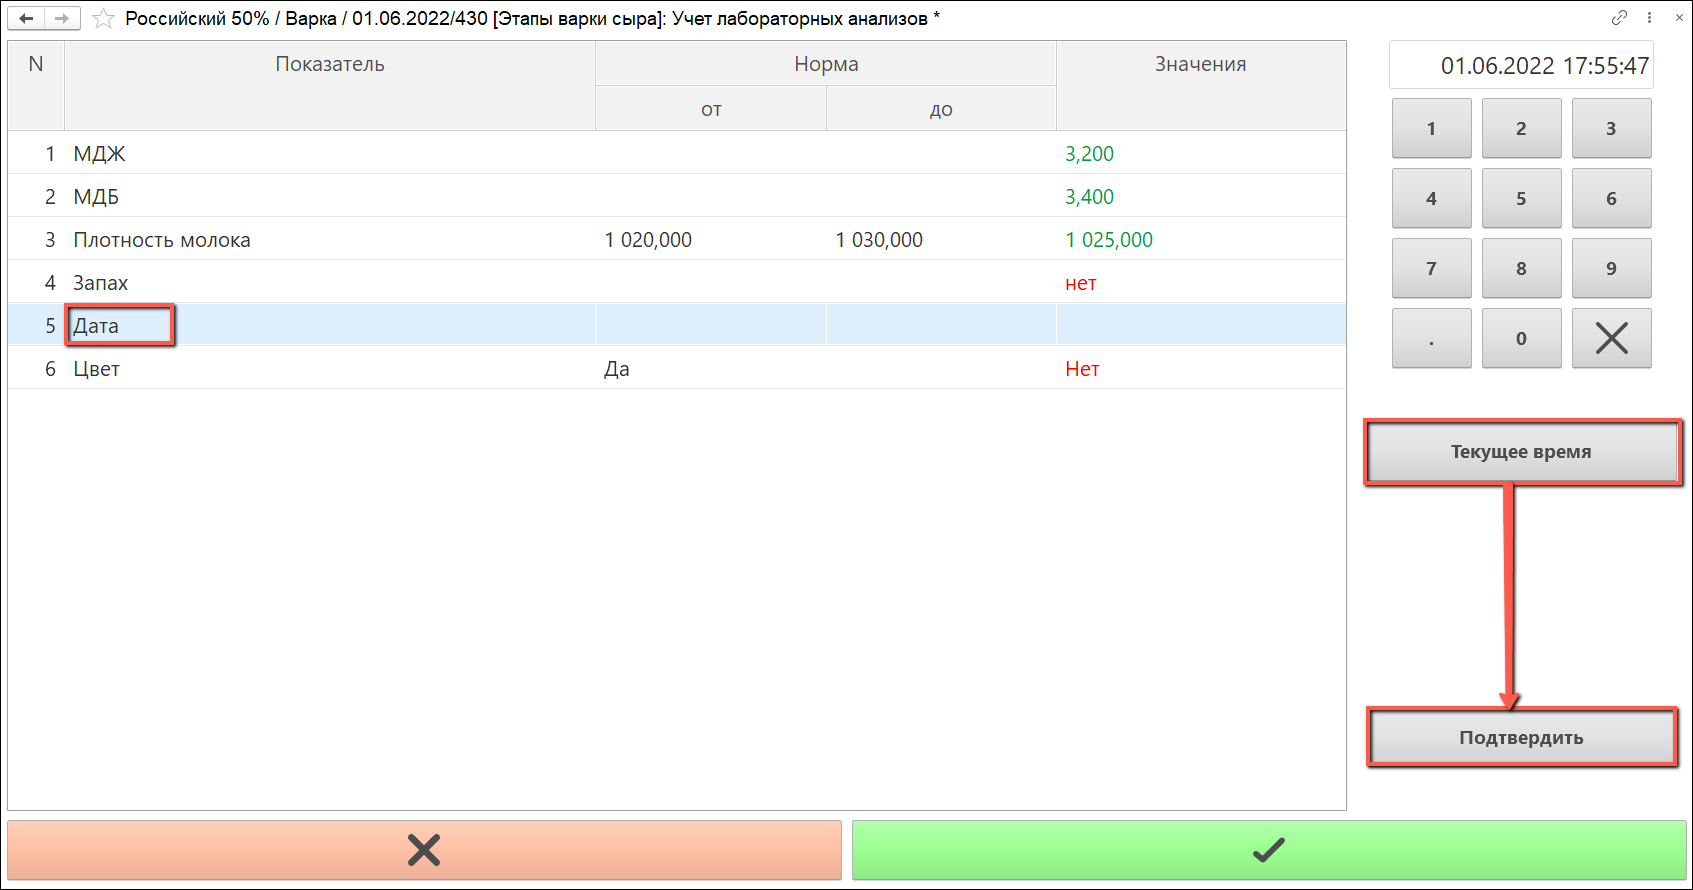 Российский 50% / Варка / 01.06.2022/430 [Этапы варки сыра]: Учет лабораторных анализов *
N Показатель Норма Значения
от до
1 МДЖ 3,200
2 МДБ 3,400
3 Плотность молока 1 020,000 1 030,000 1 025,000
4 Запах нет
5 Дата
6 Цвет Да Нет
01.06.2022 17:55:47
1 2 3
4 5 6
7 8 9
. 0
Текущее время
Подтвердить